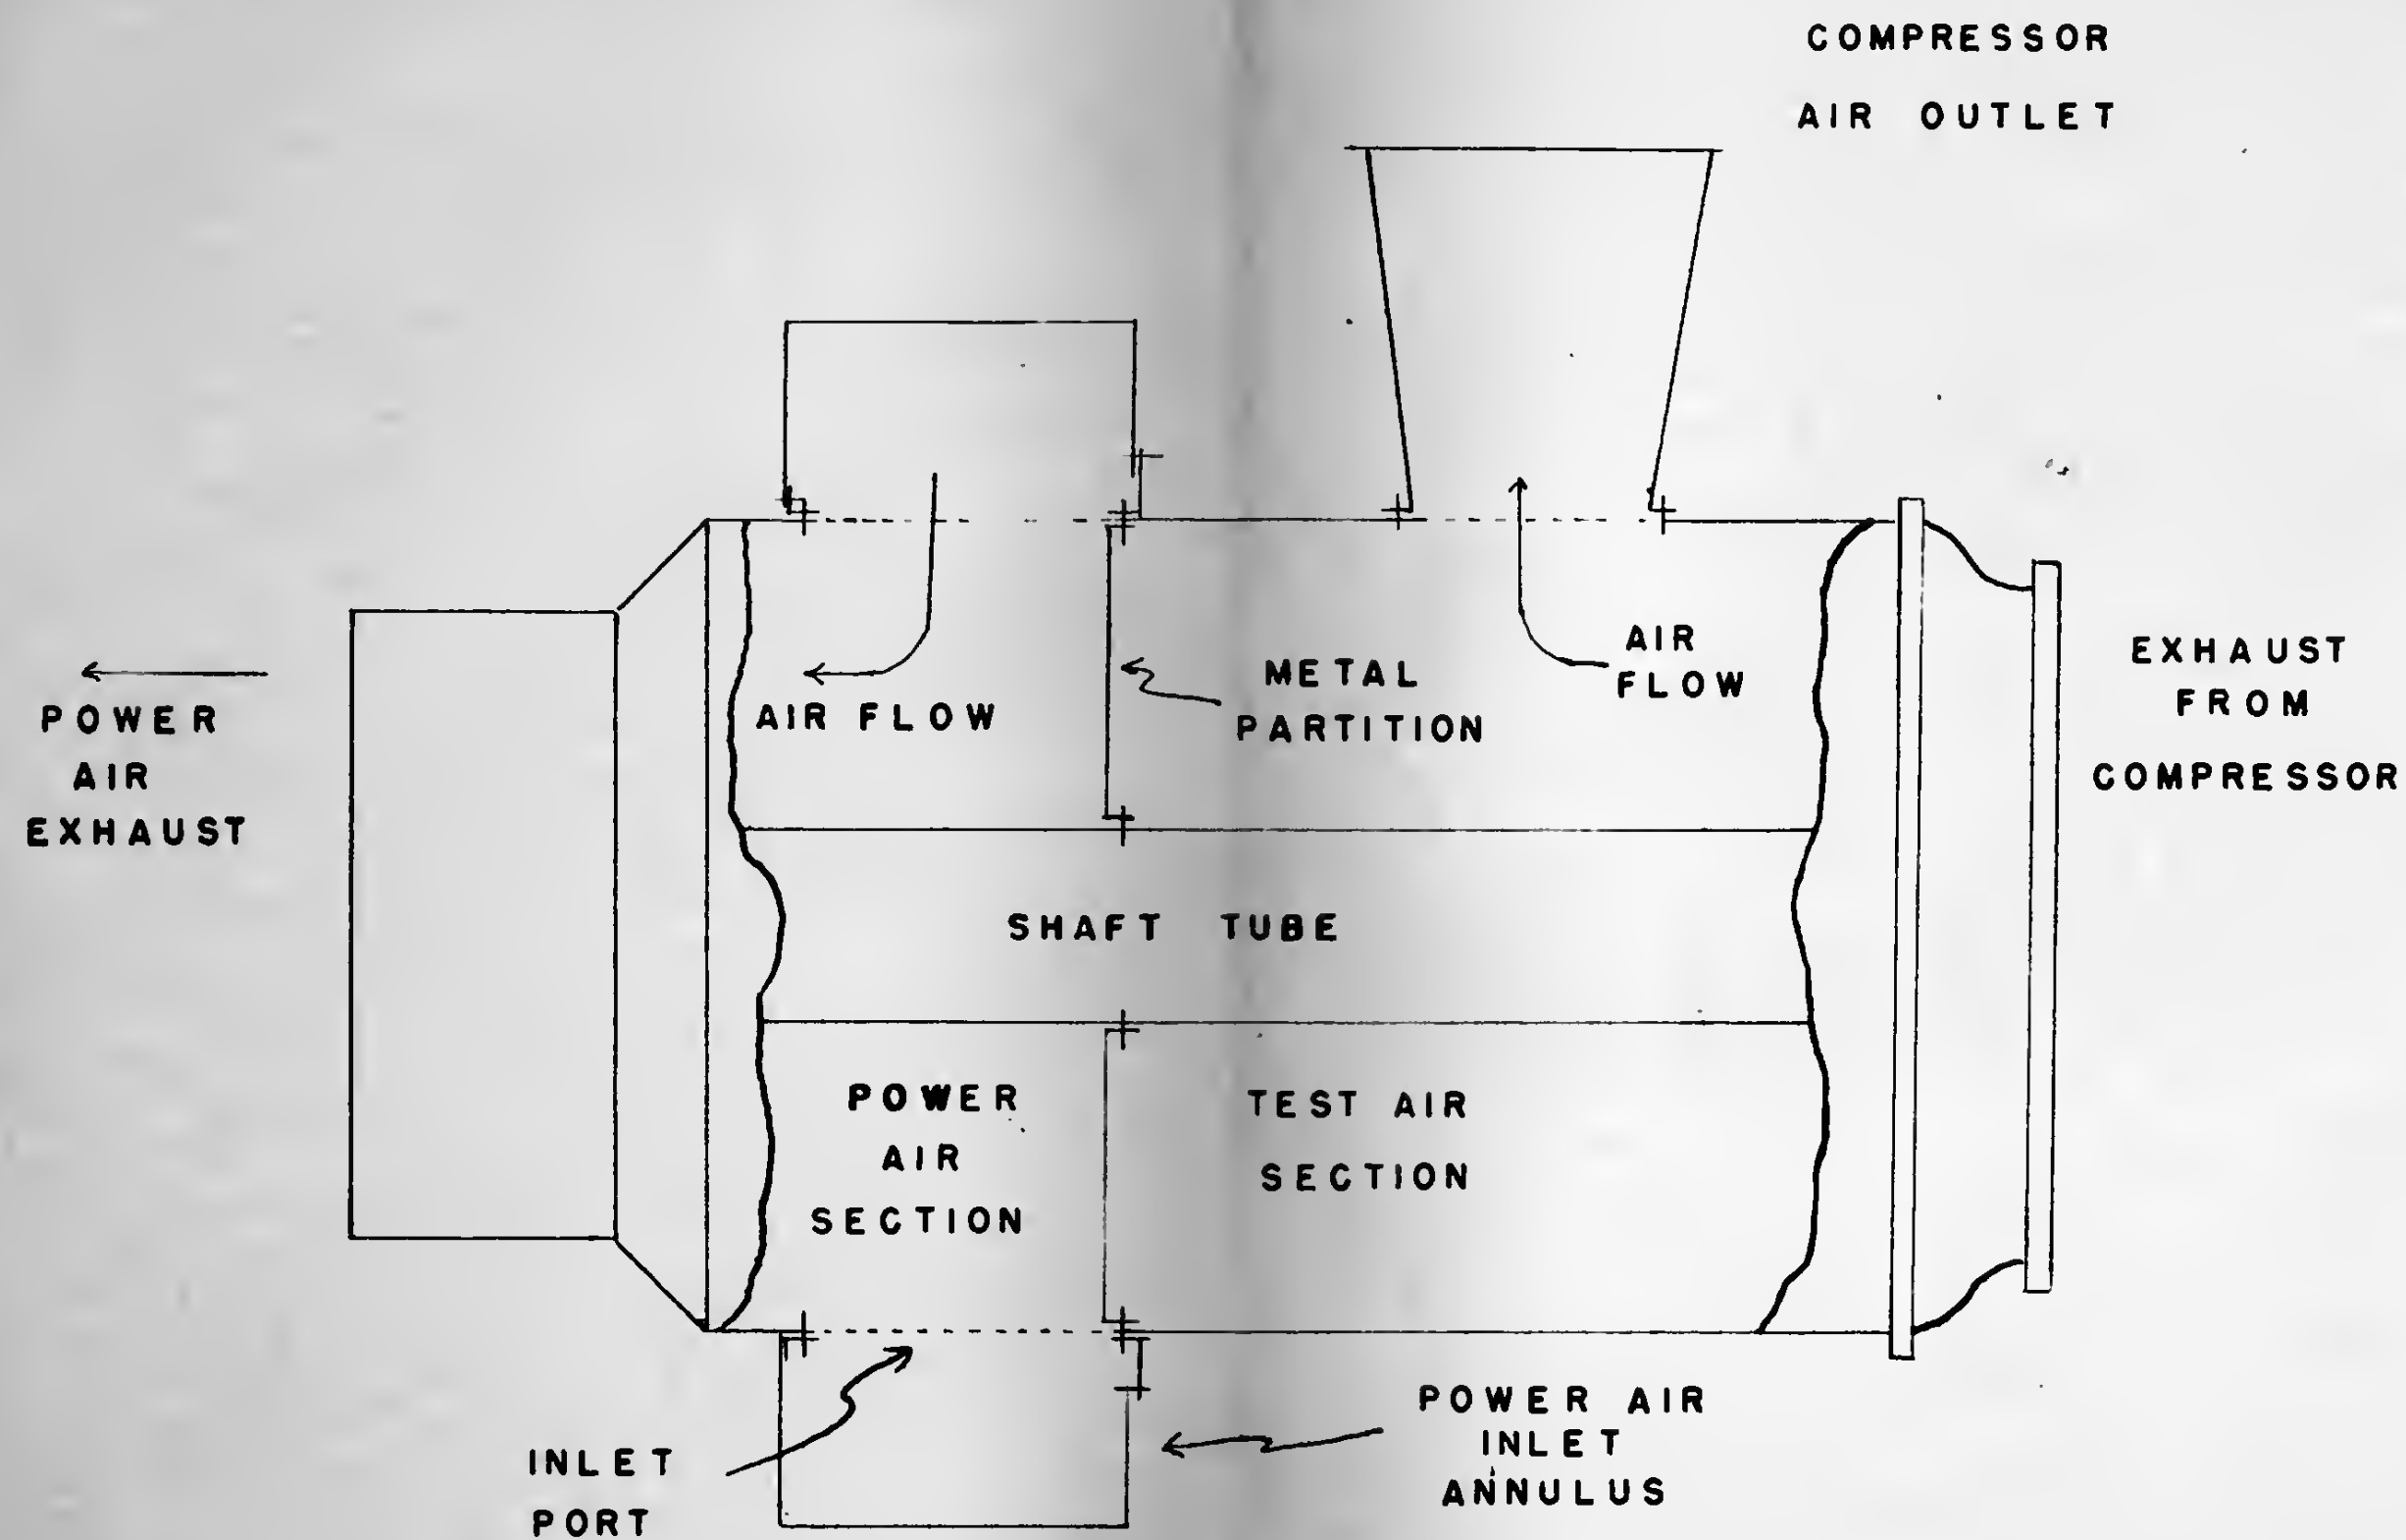 COMPRESSOR
AIR OUTLET
AIR
FLOW
METAL
PARTITION
AIR FLOW
EXHAUST
FROM
COMPRESSOR
POWER
AIR
EXHAUST
SHAFT TUBE
POWER
AIR
SECTION
TEST AIR
SECTION
POWER AIR
INLET
ANNULUS
INLET
PORT